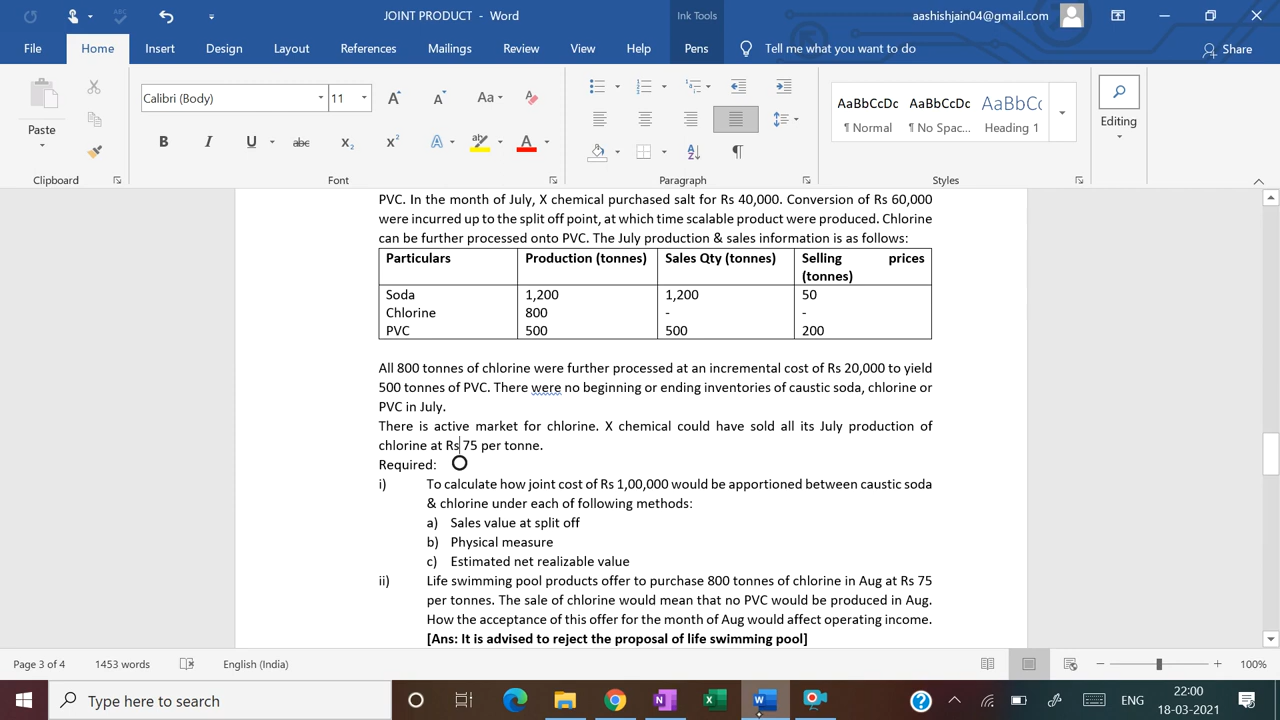 JOINT PRODUCT - Word
Ink Tools
aashishjain04@gmail.com
File Home Insert Design Layout References Mailings Review View Help Pens Tell me what you want to do Share
Calibri (Body) 11 A A Aa A
Paste
B I U abc X₂ X² A ab A
AaBbCcDc AaBbCcDc AaBbCc
¶ Normal ¶ No Spac... Heading 1
Editing
Clipboard Font Paragraph Styles
PVC. In the month of July, X chemical purchased salt for Rs 40,000. Conversion of Rs 60,000
were incurred up to the split off point, at which time scalable product were produced. Chlorine
can be further processed onto PVC. The July production & sales information is as follows:
Particulars Production (tonnes) Sales Qty (tonnes) Selling prices
(tonnes)
Soda 1,200 1,200 50
Chlorine 800 - -
PVC 500 500 200
All 800 tonnes of chlorine were further processed at an incremental cost of Rs 20,000 to yield
500 tonnes of PVC. There were no beginning or ending inventories of caustic soda, chlorine or
PVC in July.
There is active market for chlorine. X chemical could have sold all its July production of
chlorine at Rs 75 per tonne.
Required:
i) To calculate how joint cost of Rs 1,00,000 would be apportioned between caustic soda
& chlorine under each of following methods:
a) Sales value at split off
b) Physical measure
c) Estimated net realizable value
ii) Life swimming pool products offer to purchase 800 tonnes of chlorine in Aug at Rs 75
per tonnes. The sale of chlorine would mean that no PVC would be produced in Aug.
How the acceptance of this offer for the month of Aug would affect operating income.
[Ans: It is advised to reject the proposal of life swimming pool]
Page 3 of 4 1453 words English (India) 100%
Type here to search
ENG
22:00
18-03-2021